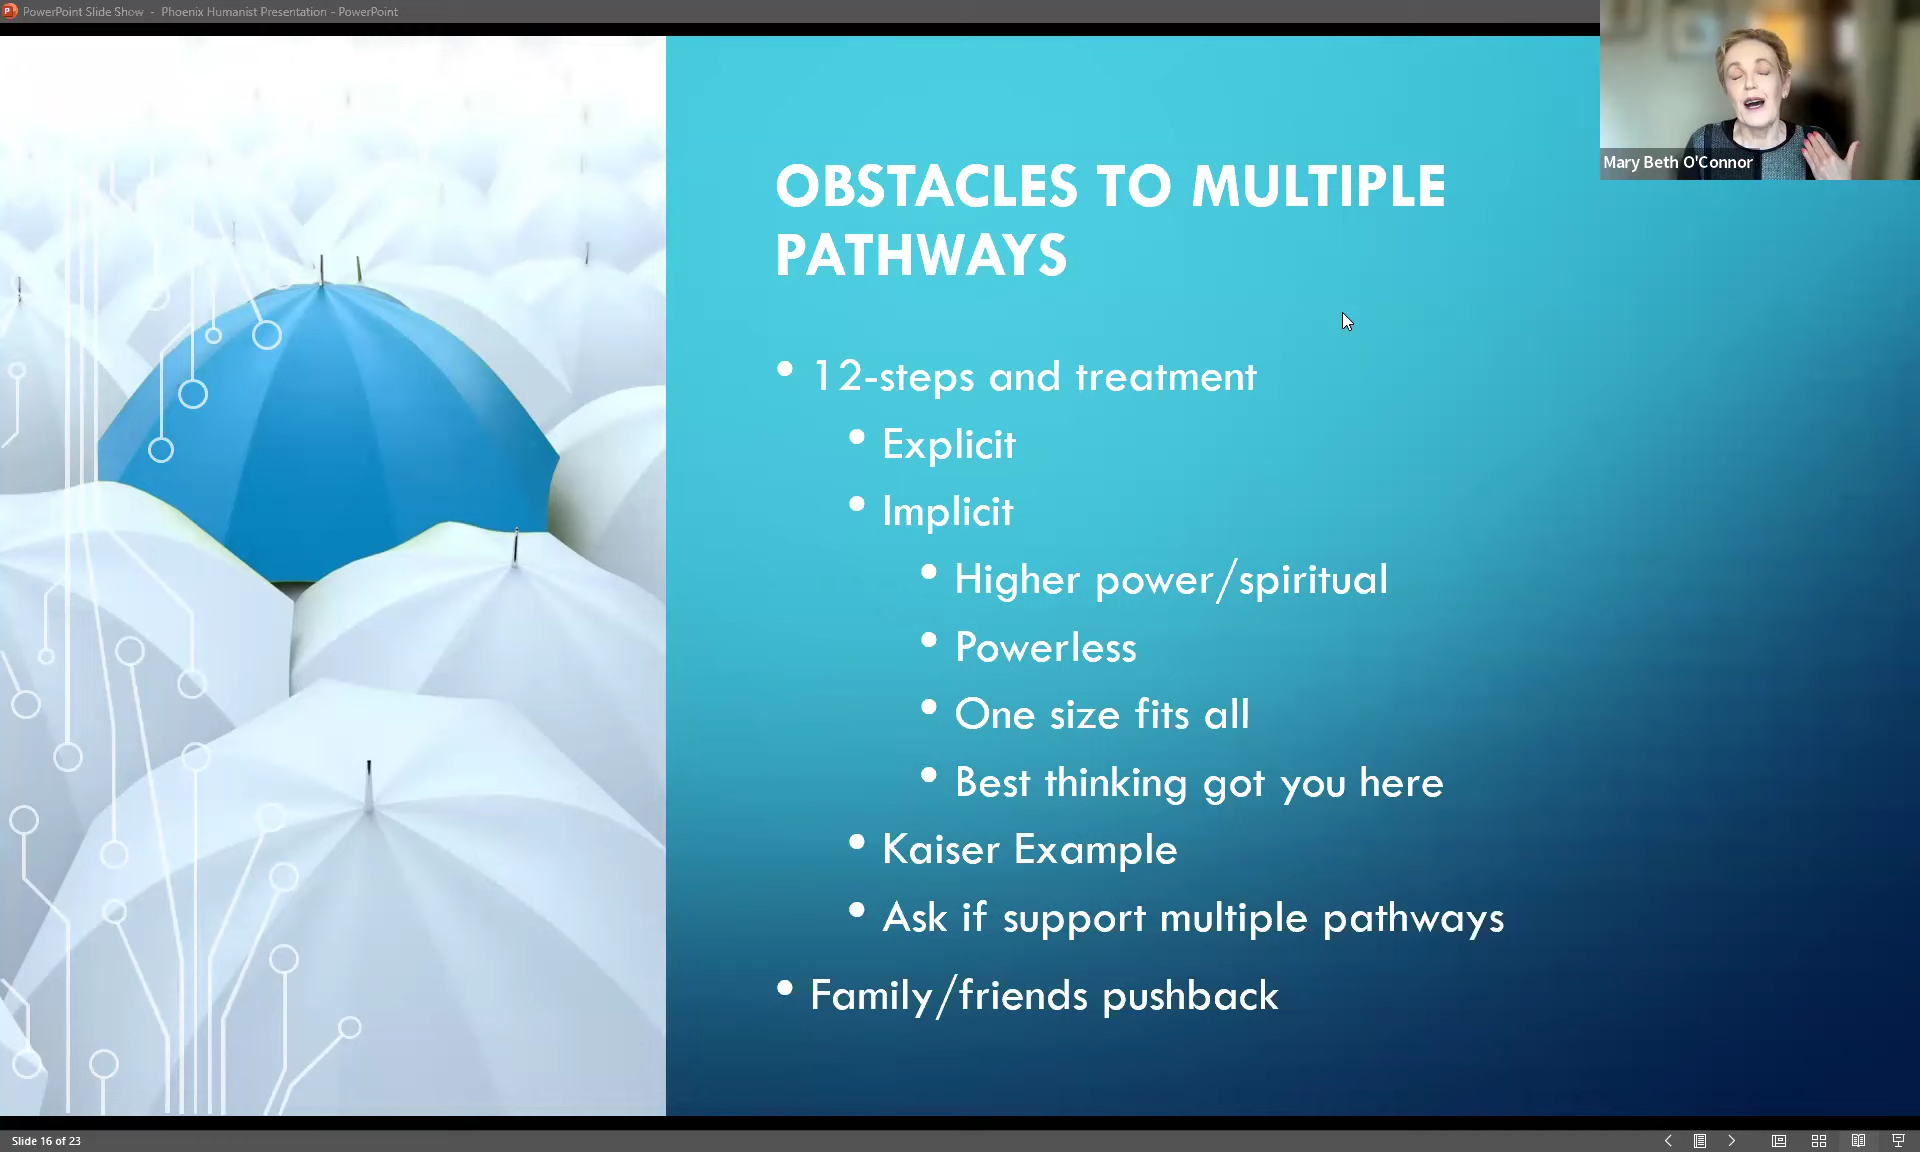 PowerPoint Slide Show - Phoenix Humanist Presentation - PowerPoint
Mary Beth O'Connor
OBSTACLES TO MULTIPLE
PATHWAYS
• 12-steps and treatment
• Explicit
• Implicit
• Higher power/spiritual
• Powerless
• One size fits all
• Best thinking got you here
• Kaiser Example
• Ask if support multiple pathways
• Family/friends pushback
Slide 16 of 23